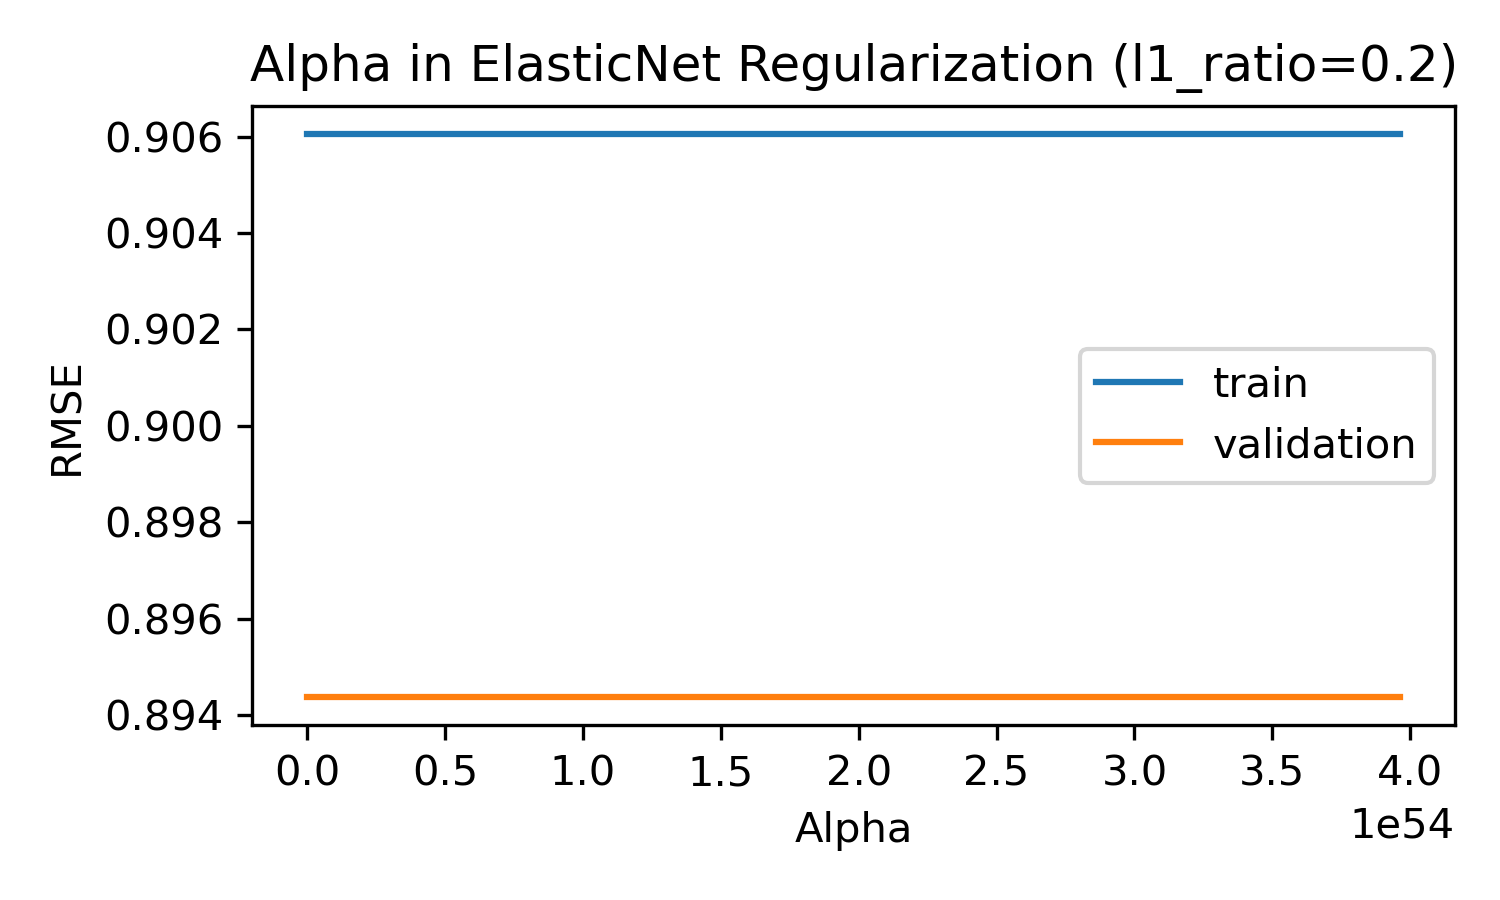 Alpha in ElasticNet Regularization (l1_ratio=0.2)
0.906
0.904
0.902
0.900
0.898
0.896
0.894
RMSE
train
validation
0.0 0.5 1.0 1.5 2.0 2.5 3.0 3.5 4.0
1e54
Alpha